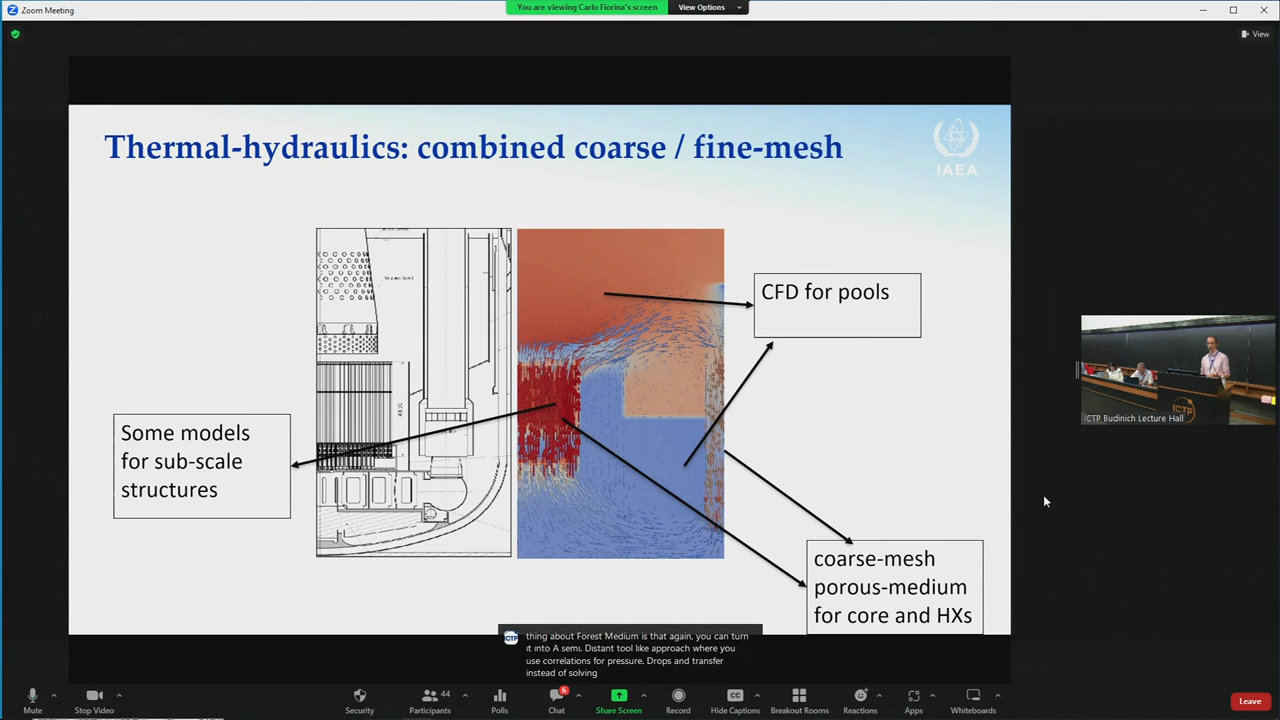 Zoom Meeting
You are viewing Carlo Fiorina's screen
View Options
View
Thermal-hydraulics: combined coarse / fine-mesh
IAEA
CFD for pools
Some models
for sub-scale
structures
coarse-mesh
porous-medium
for core and HXs
ICTP
ICTP Budinich Lecture Hall
ICTP
thing about Forest Medium is that again, you can turn
it into A semi. Distant tool like approach where you
use correlations for pressure. Drops and transfer
instead of solving
Mute
Stop Video
Security
44
Participants
Polls
6
Chat
Share Screen
Record
CC
Hide Captions
Breakout Rooms
Reactions
Apps
Whiteboards
Leave